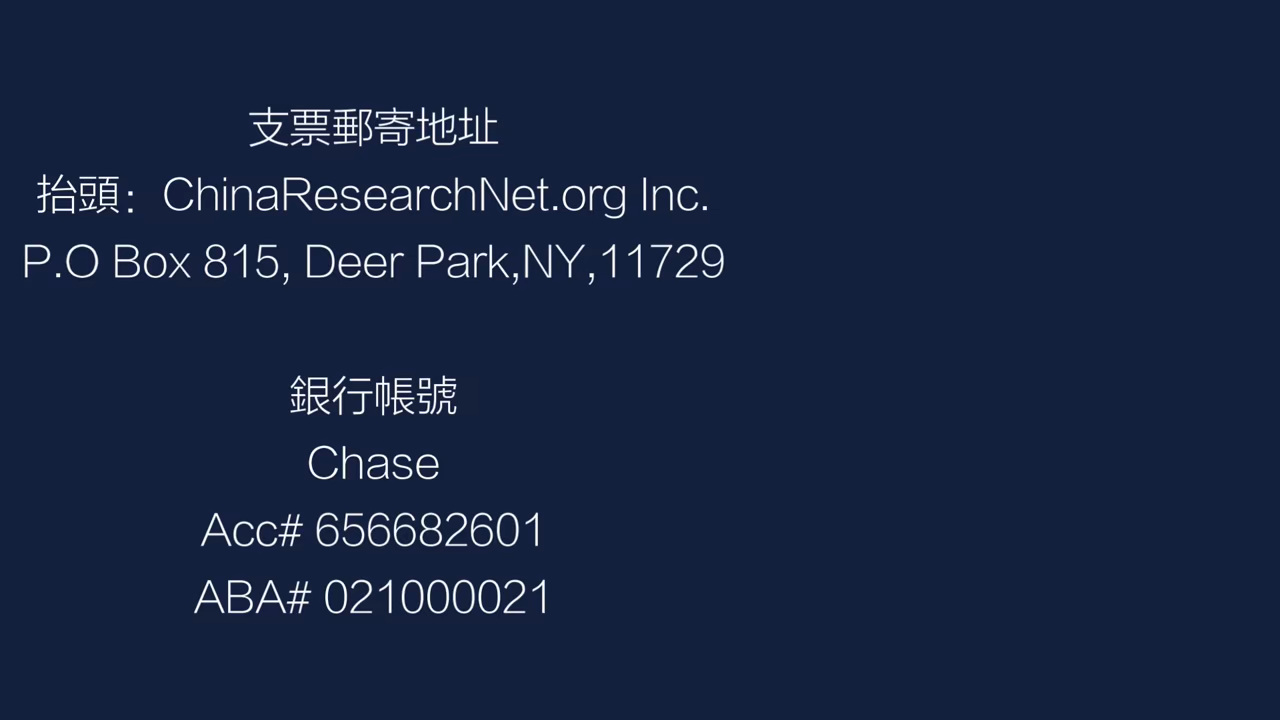 支票郵寄地址
抬頭：ChinaResearchNet.org Inc.
P.O Box 815, Deer Park,NY,11729
銀行帳號
Chase
Acc# 656682601
ABA# 021000021